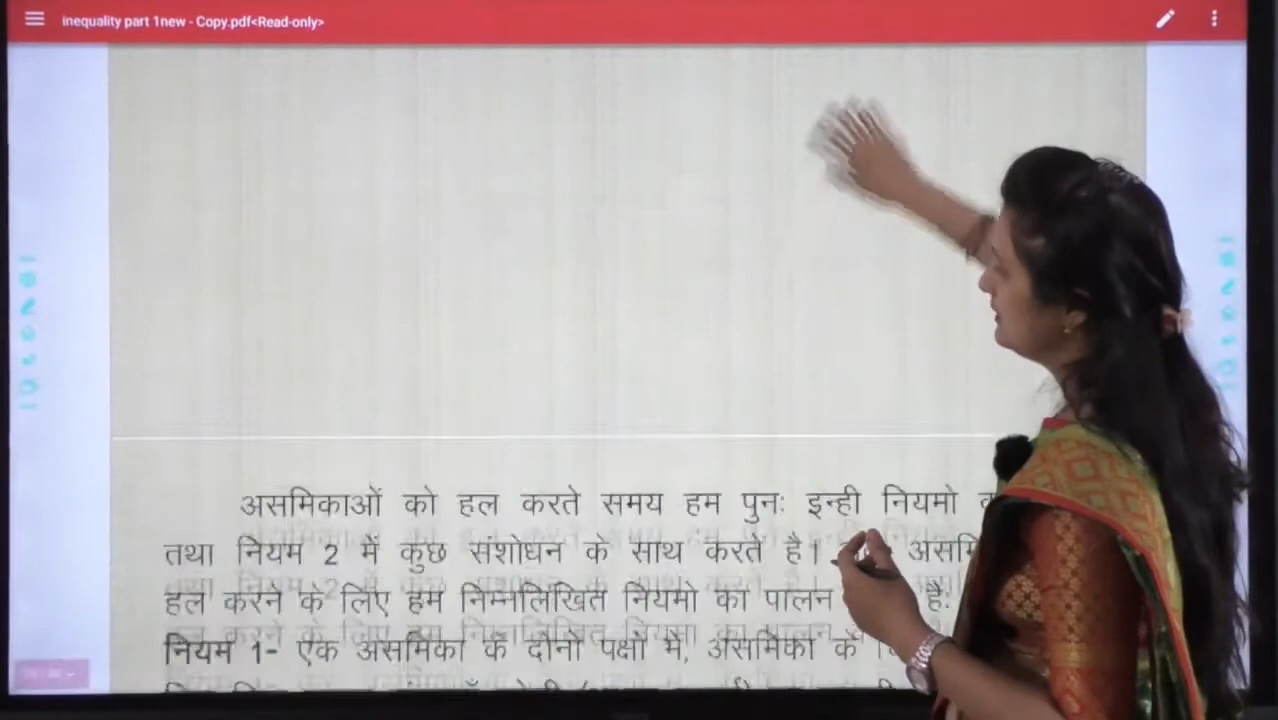 inequality part 1new - Copy.pdf<Read-only>
असमिकाओं को हल करते समय हम पुनः इन्ही नियमो
तथा नियम 2 में कुछ संशोधन के साथ करते है।
हल करने के लिए हम निम्नलिखित नियमो का पालन है:
नियम 1- एक असमिका के दोनो पक्षों में, असमिका के